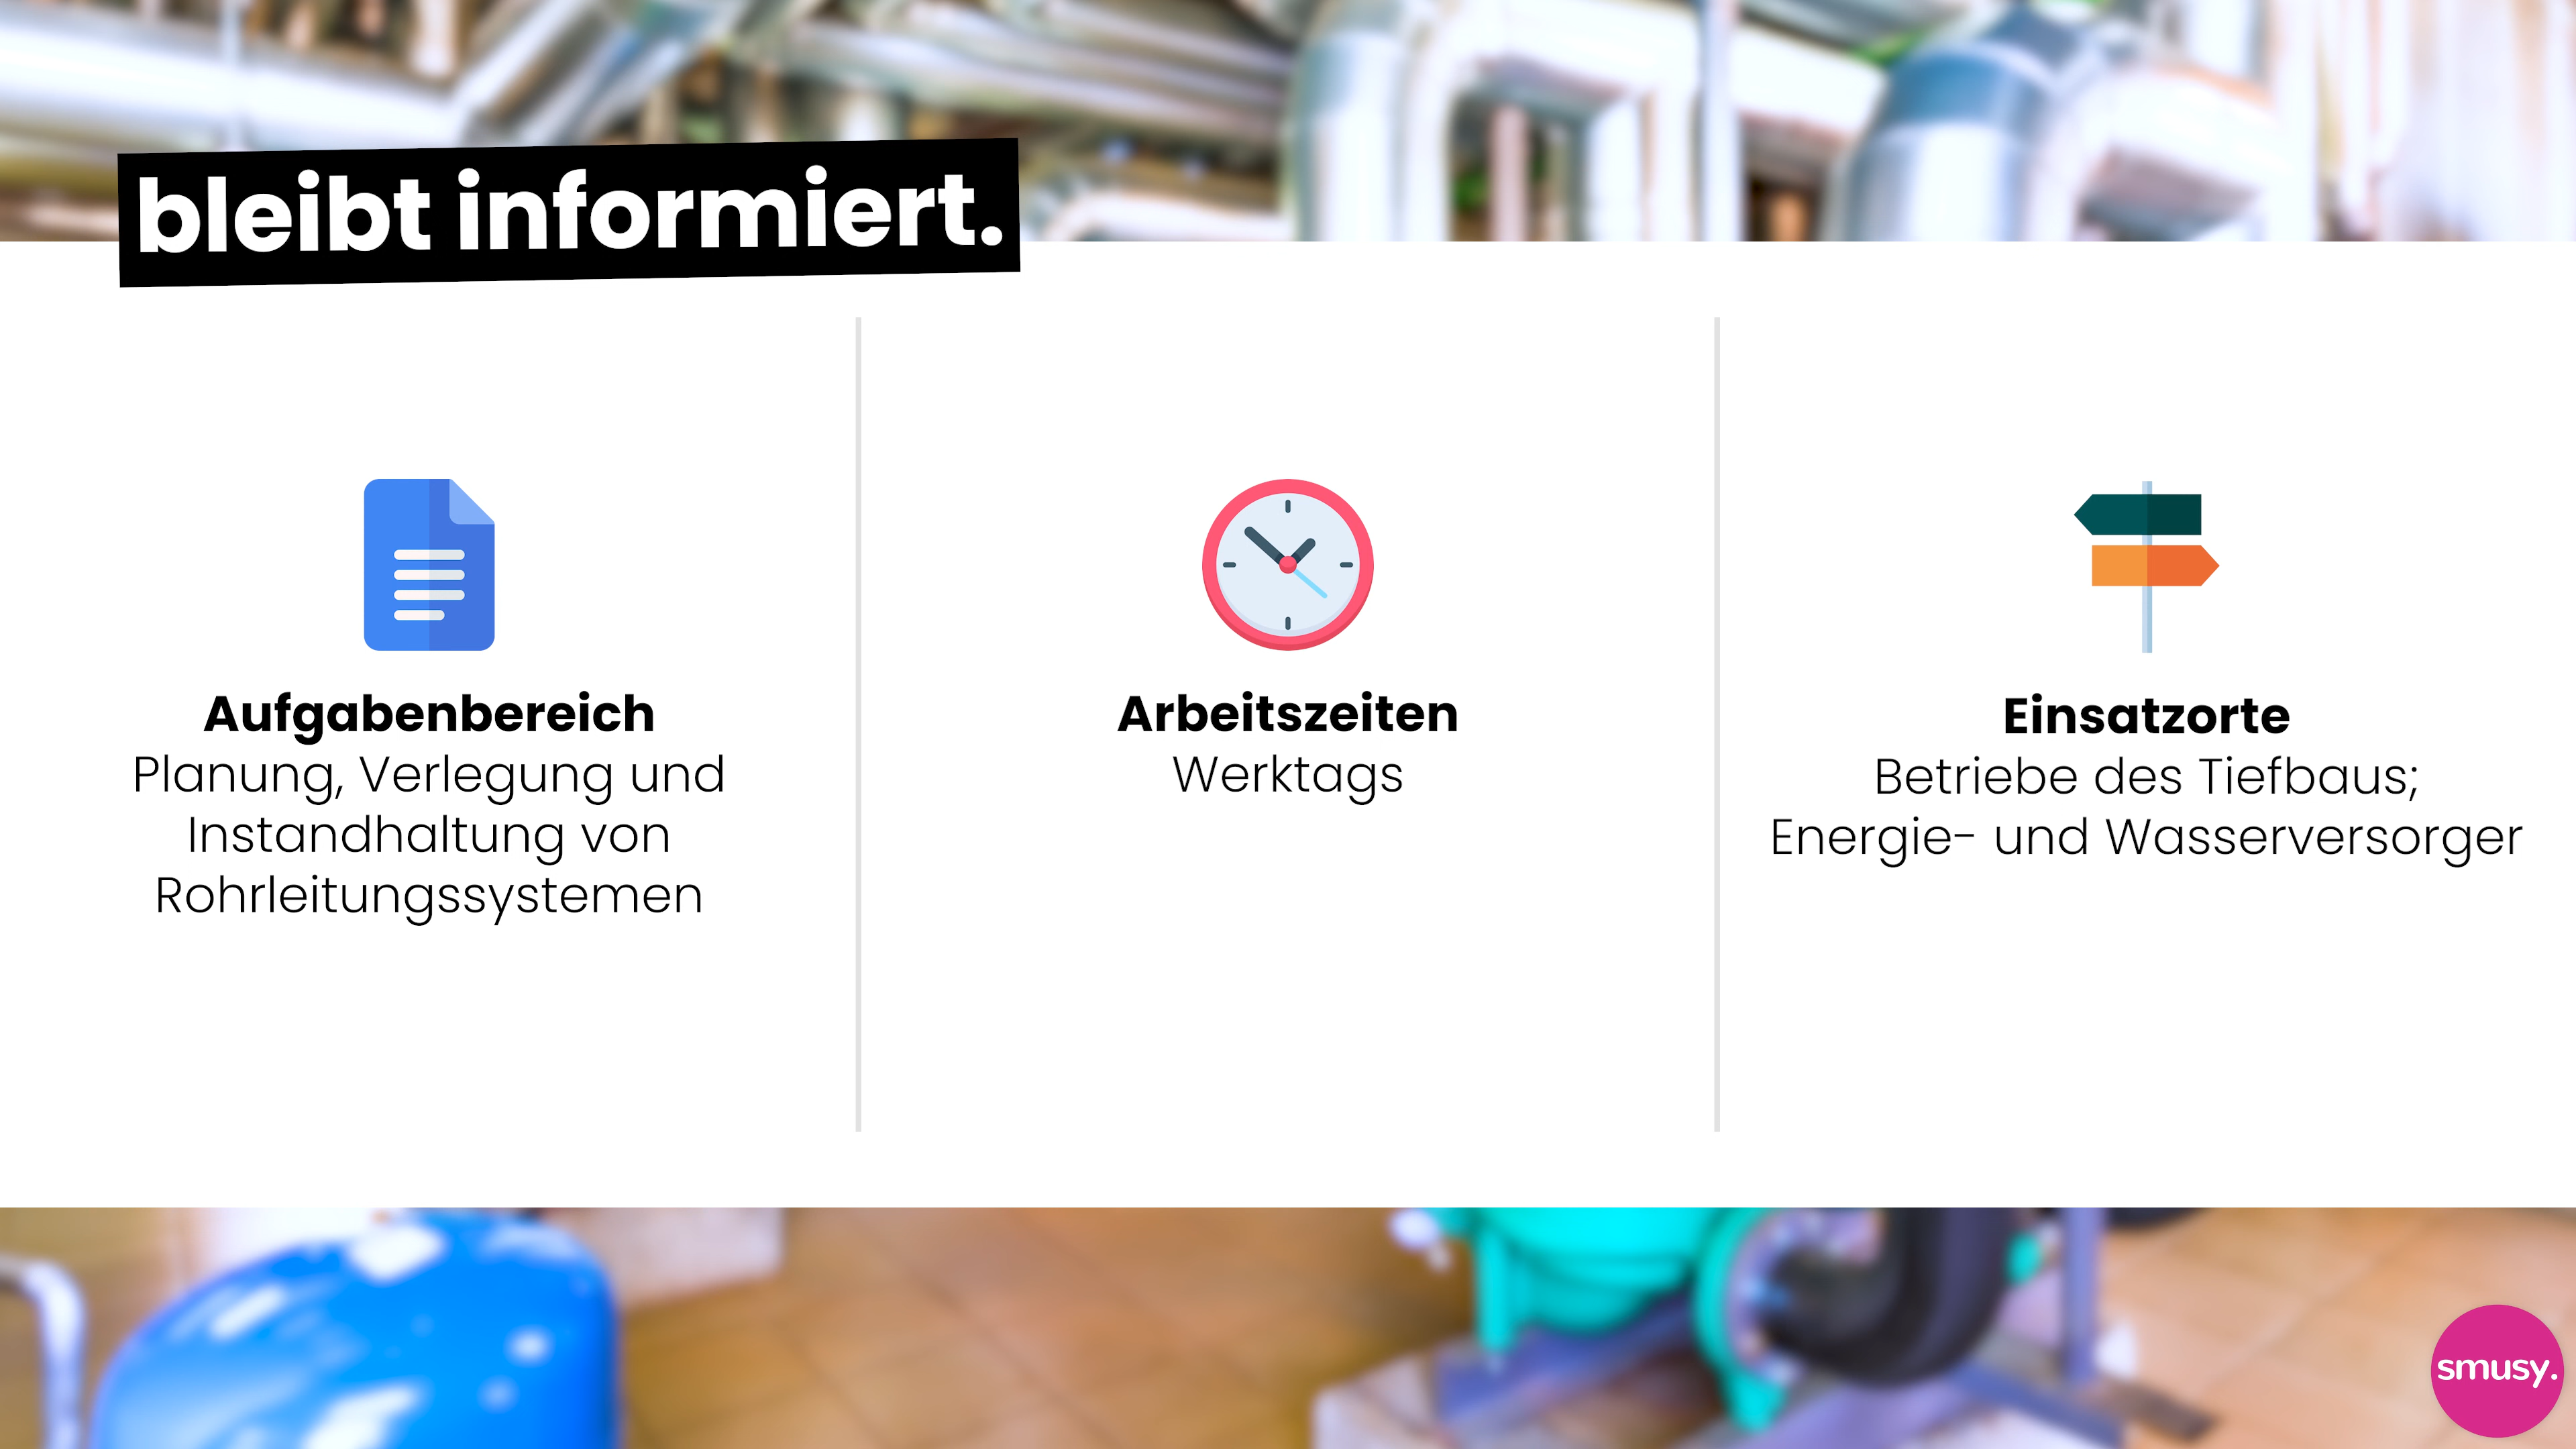 bleibt informiert.
Aufgabenbereich
Planung, Verlegung und
Instandhaltung von
Rohrleitungssystemen
Arbeitszeiten
Werktags
Einsatzorte
Betriebe des Tiefbaus;
Energie- und Wasserversorger
smusy.